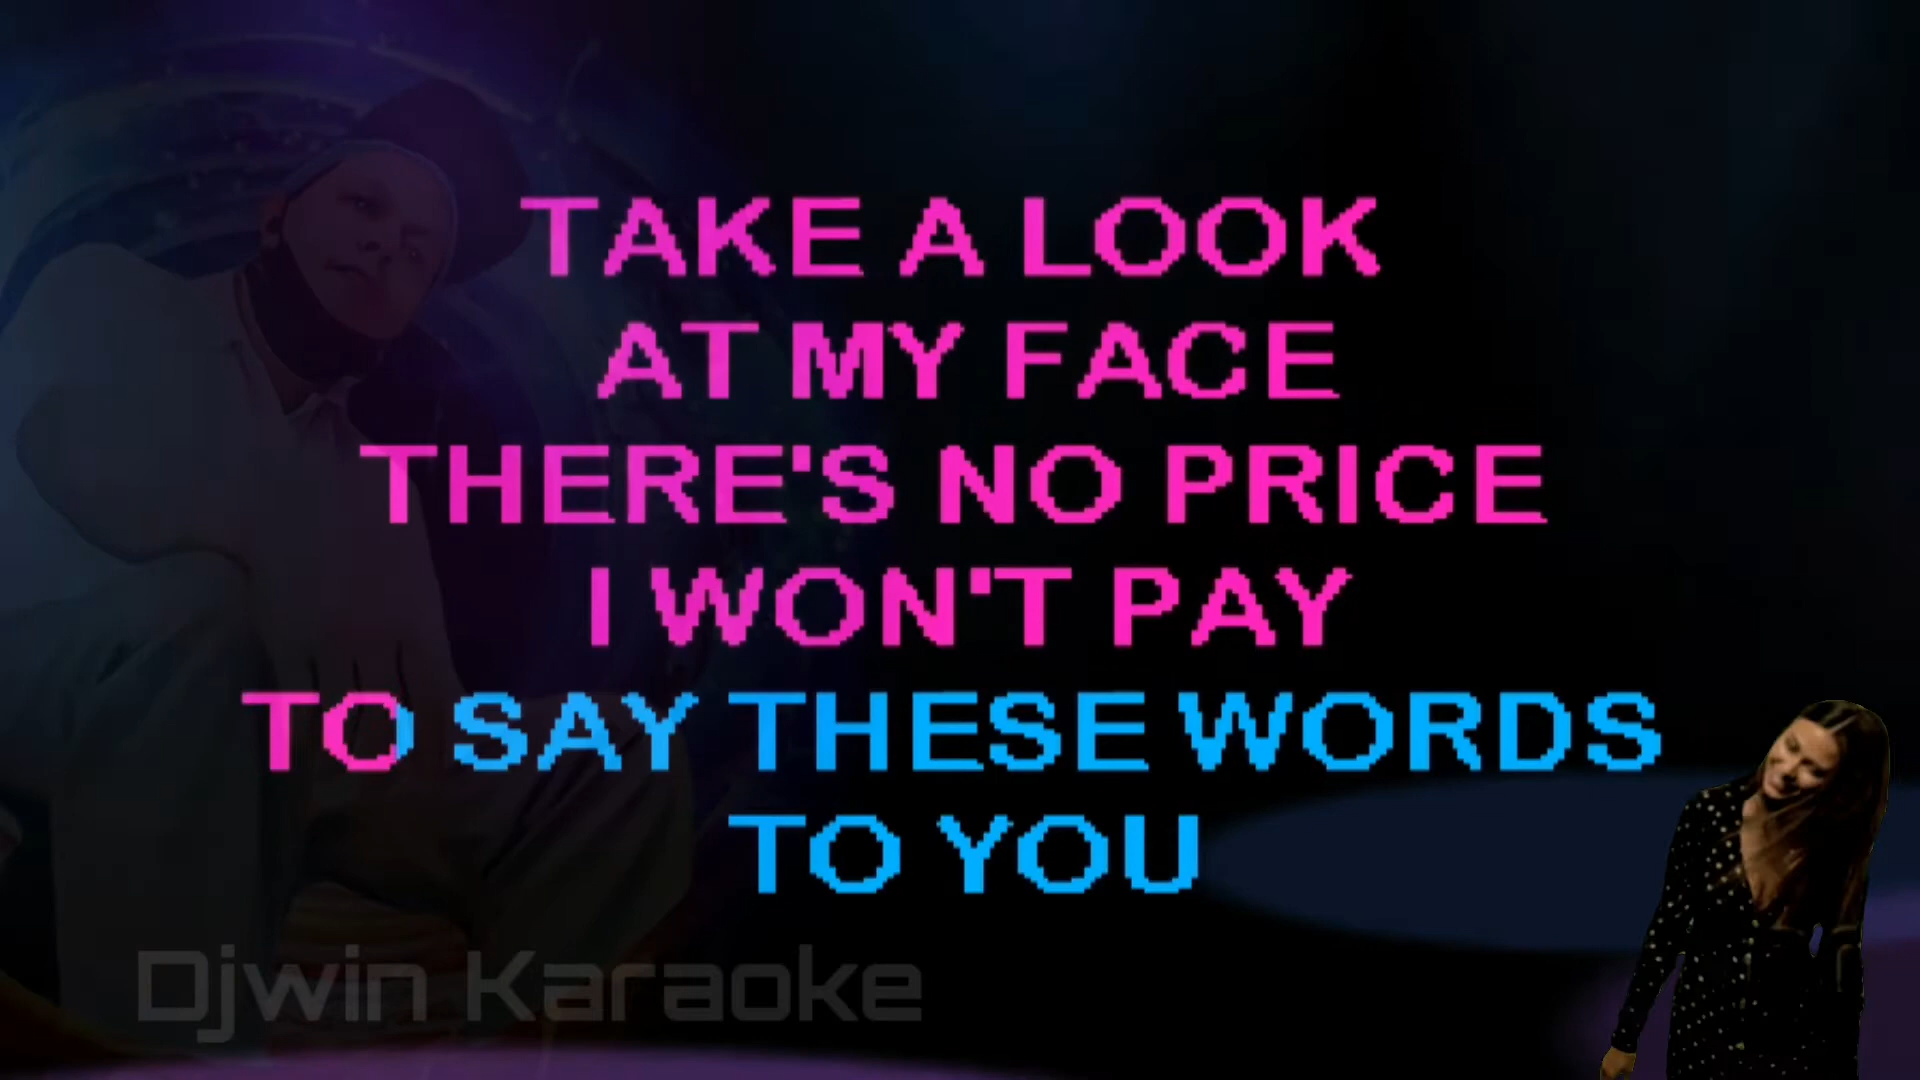 TAKE A LOOK
AT MY FACE
THERE'S NO PRICE
I WON'T PAY
TO SAY THESE WORDS
TO YOU
Djwin Karaoke